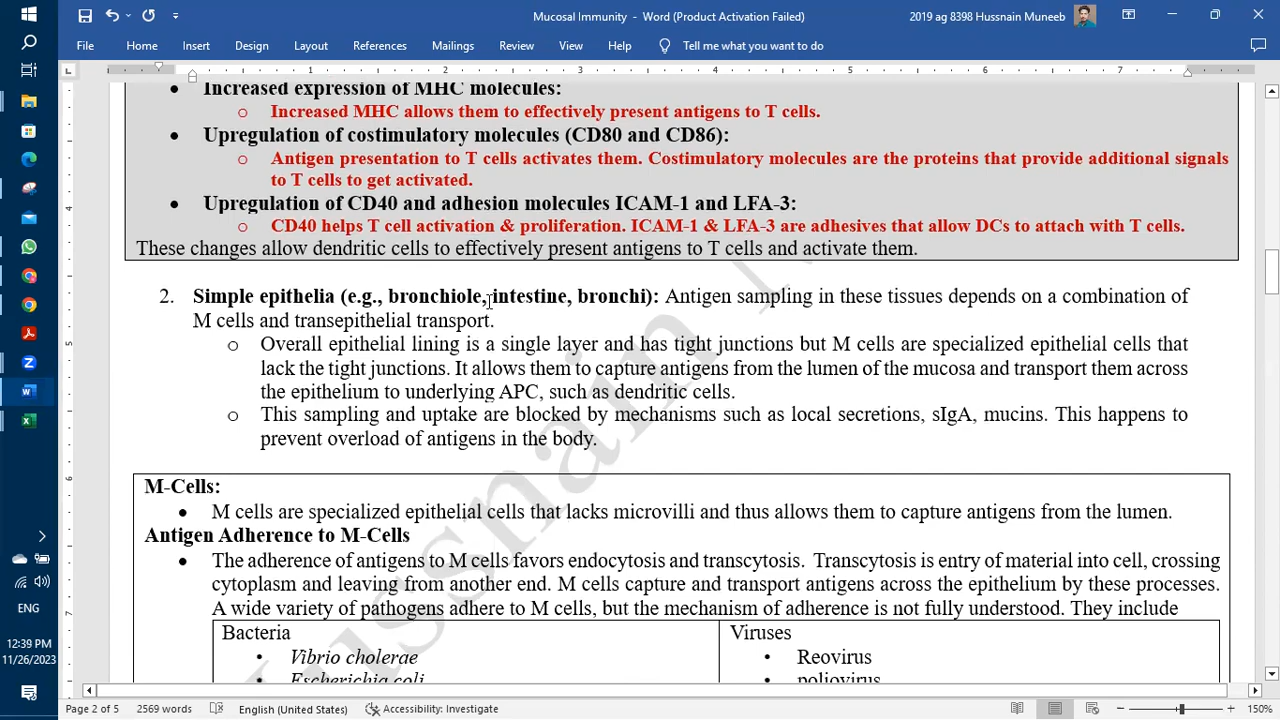 Mucosal Immunity - Word (Product Activation Failed)
2019 ag 8398 Hussnain Muneeb
File Home Insert Design Layout References Mailings Review View Help Tell me what you want to do
1 2 3 4 5 6 7
Increased expression of MHC molecules:
o Increased MHC allows them to effectively present antigens to T cells.
• Upregulation of costimulatory molecules (CD80 and CD86):
o Antigen presentation to T cells activates them. Costimulatory molecules are the proteins that provide additional signals
to T cells to get activated.
• Upregulation of CD40 and adhesion molecules ICAM-1 and LFA-3:
o CD40 helps T cell activation & proliferation. ICAM-1 & LFA-3 are adhesives that allow DCs to attach with T cells.
These changes allow dendritic cells to effectively present antigens to T cells and activate them.
2. Simple epithelia (e.g., bronchiole, intestine, bronchi): Antigen sampling in these tissues depends on a combination of
M cells and transepithelial transport.
o Overall epithelial lining is a single layer and has tight junctions but M cells are specialized epithelial cells that
lack the tight junctions. It allows them to capture antigens from the lumen of the mucosa and transport them across
the epithelium to underlying APC, such as dendritic cells.
o This sampling and uptake are blocked by mechanisms such as local secretions, sIgA, mucins. This happens to
prevent overload of antigens in the body.
M-Cells:
• M cells are specialized epithelial cells that lacks microvilli and thus allows them to capture antigens from the lumen.
Antigen Adherence to M-Cells
• The adherence of antigens to M cells favors endocytosis and transcytosis. Transcytosis is entry of material into cell, crossing
cytoplasm and leaving from another end. M cells capture and transport antigens across the epithelium by these processes.
A wide variety of pathogens adhere to M cells, but the mechanism of adherence is not fully understood. They include
Bacteria
• Vibrio cholerae
• Escherichia coli
Viruses
• Reovirus
• poliovirus
ENG
12:39 PM
11/26/2023
Page 2 of 5 2569 words English (United States) Accessibility: Investigate 150%